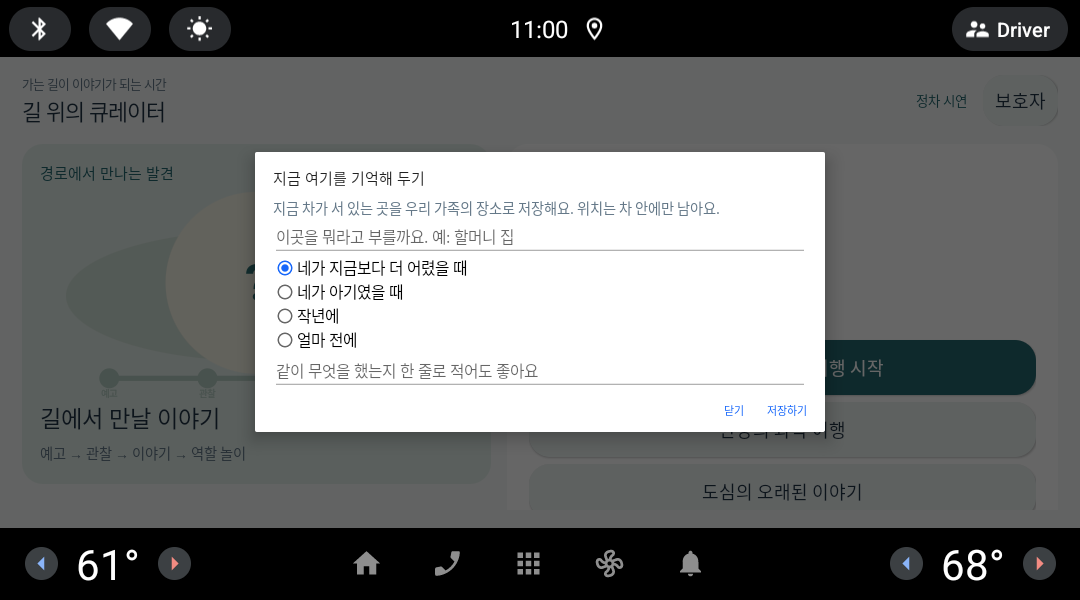 11:00
Driver
가는 길이 이야기가 되는 시간
길 위의 큐레이터
정차 시연
보호자
경로에서 만나는 발견
지금 여기를 기억해 두기
지금 차가 서 있는 곳을 우리 가족의 장소로 저장해요. 위치는 차 안에만 남아요.
이곳을 뭐라고 부를까요. 예: 할머니 집
네가 지금보다 더 어렸을 때
네가 아기였을 때
작년에
얼마 전에
같이 무엇을 했는지 한 줄로 적어도 좋아요
닫기
저장하기
행 시작
예고
관찰
길에서 만날 이야기
예고 → 관찰 → 이야기 → 역할 놀이
도심의 오래된 이야기
61°
68°